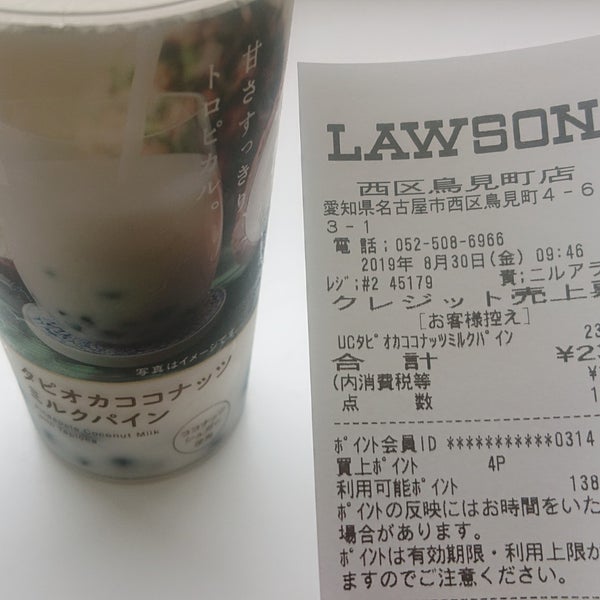 甘さすっきり、
トロピカル。
写真はイメージです
タピオカココナッツ
ミルクパイン
Coconut Milk
ココナッツ
LAWSON
西区鳥見町店
愛知県名古屋市西区鳥見町4-6
3-1
電話:052-508-6966
2019年 8月30日(金) 09:46
レジ:#2 45179 責:ニルアラ
クレジット売上票
[お客様控え]
UCタピオカココナッツミルクパイン 23
合 計 ¥23
(内消費税等 ¥
点 数 1
ポイント会員ID ***********0314
買上ポイント 4P
利用可能ポイント 138
ポイントの反映にはお時間をいた
場合があります。
ポイントは有効期限・利用上限が
ますのでご注意ください。